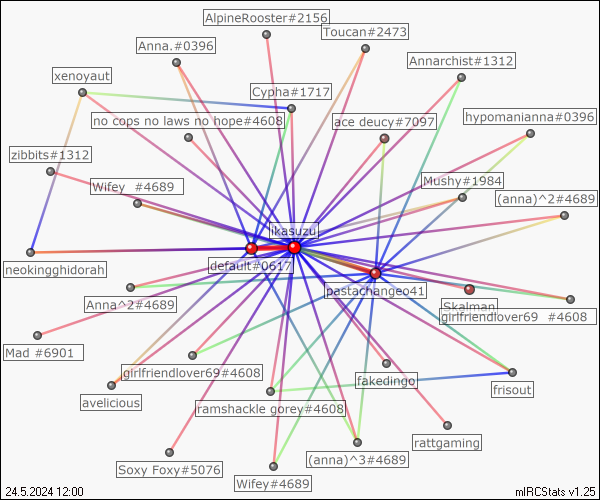 AlpineRooster#2156
Toucan#2473
Anna.#0396
Annarchist#1312
xenoyaut
Cypha#1717
no cops no laws no hope#4608
ace deucy#7097
hypomanianna#0396
zibbits#1312
Wifey_#4689
Mushy#1984
(anna)^2#4689
ikasuzu
neokingghidorah
default#0617
pastachangeo41
Anna^2#4689
Skalman
girlfriendlover69_#4608
Mad #6901
girlfriendlover69#4608
fakedingo
frisout
avelicious
ramshackle gorey#4608
rattgaming
Soxy Foxy#5076
(anna)^3#4689
Wifey#4689
24.5.2024 12:00
mIRCStats v1.25